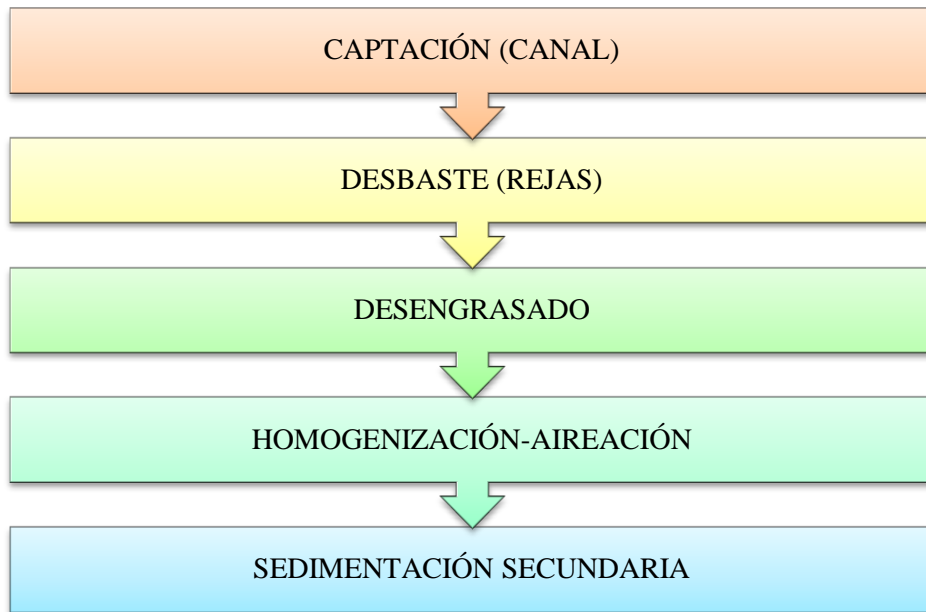 CAPTACIÓN (CANAL)
DESBASTE (REJAS)
DESENGRASADO
HOMOGENIZACIÓN-AIREACIÓN
SEDIMENTACIÓN SECUNDARIA